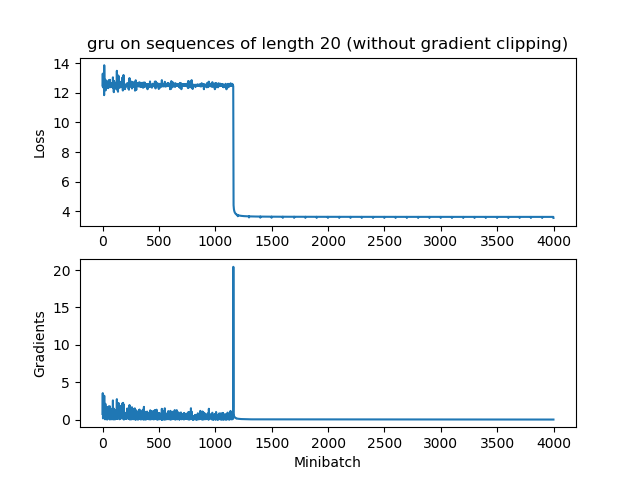 gru on sequences of length 20 (without gradient clipping)
14
12
10
8
6
4
Loss
0 500 1000 1500 2000 2500 3000 3500 4000
20
15
10
5
0
Gradients
0 500 1000 1500 2000 2500 3000 3500 4000
Minibatch